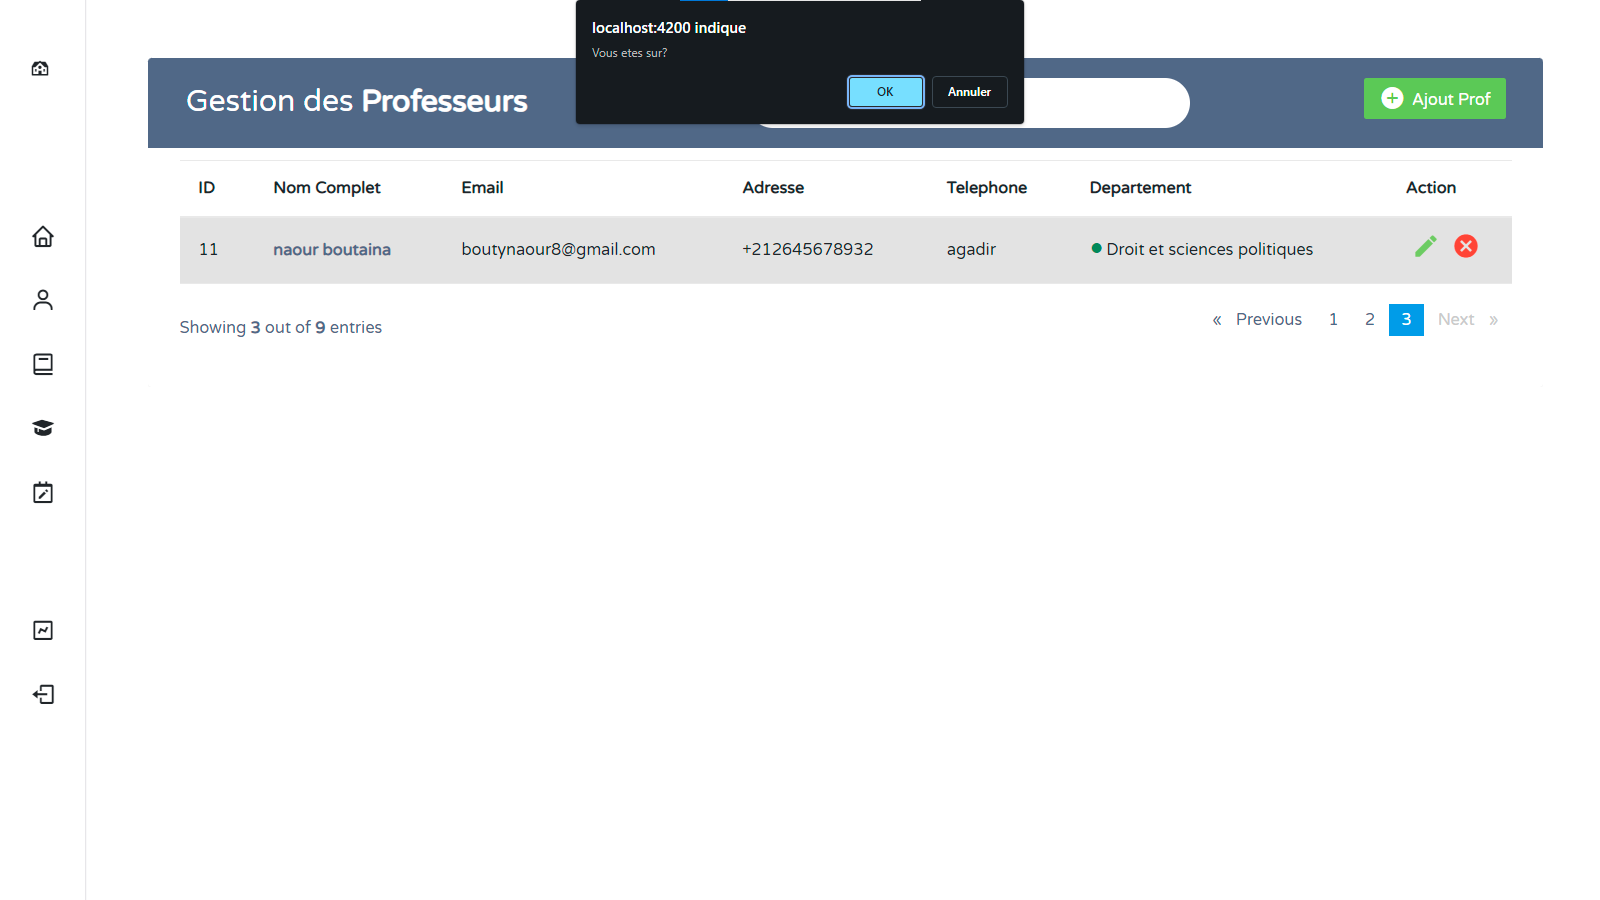 localhost:4200 indique
Vous etes sur?
OK Annuler
Gestion des Professeurs
Ajout Prof
ID Nom Complet Email Adresse Telephone Departement Action
11 naour boutaina boutynaour8@gmail.com +212645678932 agadir Droit et sciences politiques
Showing 3 out of 9 entries
« Previous 1 2 3 Next »